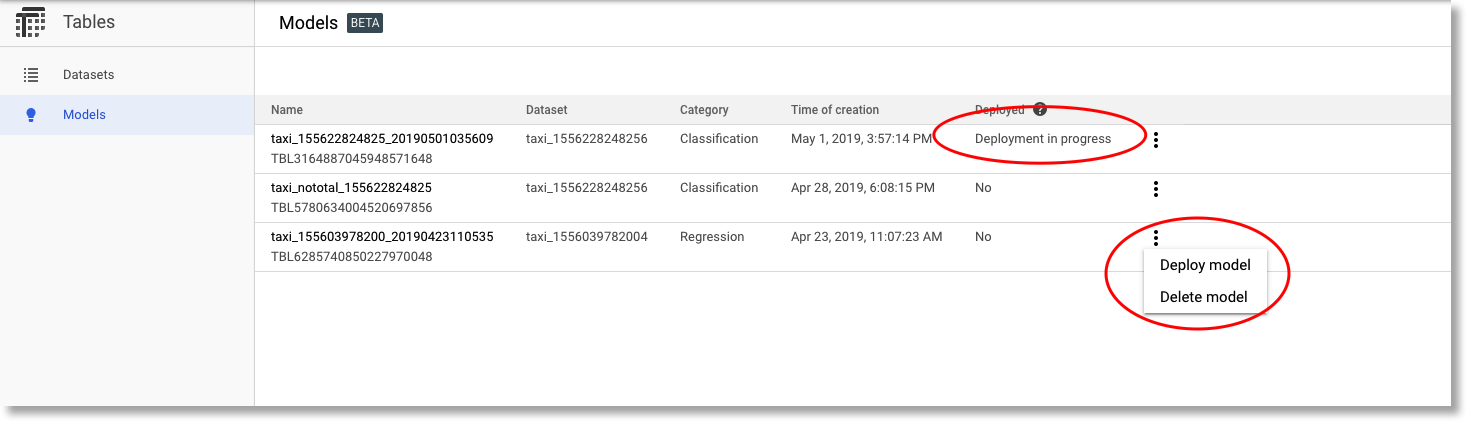 Tables
Models BETA
Datasets
Models
Name Dataset Category Time of creation Deployed ?
taxi_155622824825_20190501035609 taxi_1556228248256 Classification May 1, 2019, 3:57:14 PM Deployment in progress
TBL3164887045948571648
taxi_nototal_155622824825 taxi_1556228248256 Classification Apr 28, 2019, 6:08:15 PM No
TBL5780634004520697856
taxi_155603978200_20190423110535 taxi_1556039782004 Regression Apr 23, 2019, 11:07:23 AM No
TBL6285740850227970048
Deploy model
Delete model